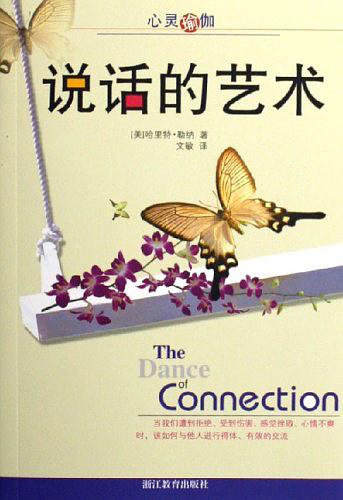 心灵瑜伽
说话的艺术
[美]哈里特·勒纳 著
文敏 译
The
Dance
of
Connection
当我们遭到拒绝、受到伤害、感觉挫败、心情不爽
时，该如何与他人进行得体、有效的交流
浙江教育出版社